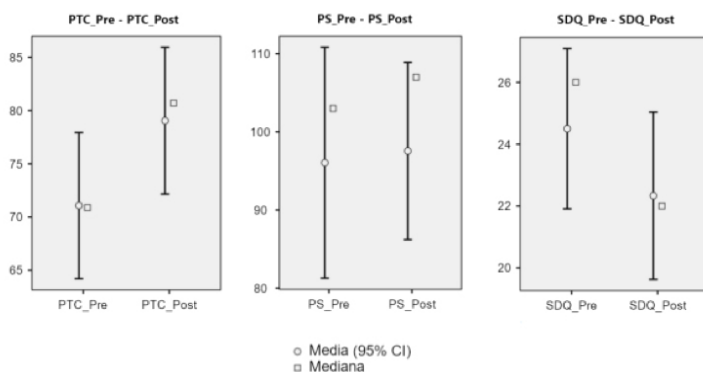 PTC_Pre - PTC_Post
85
80
75
70
65
PTC_Pre PTC_Post
PS_Pre - PS_Post
110
100
90
80
PS_Pre PS_Post
SDQ_Pre - SDQ_Post
26
24
22
20
SDQ_Pre SDQ_Post
Media (95% CI)
Mediana